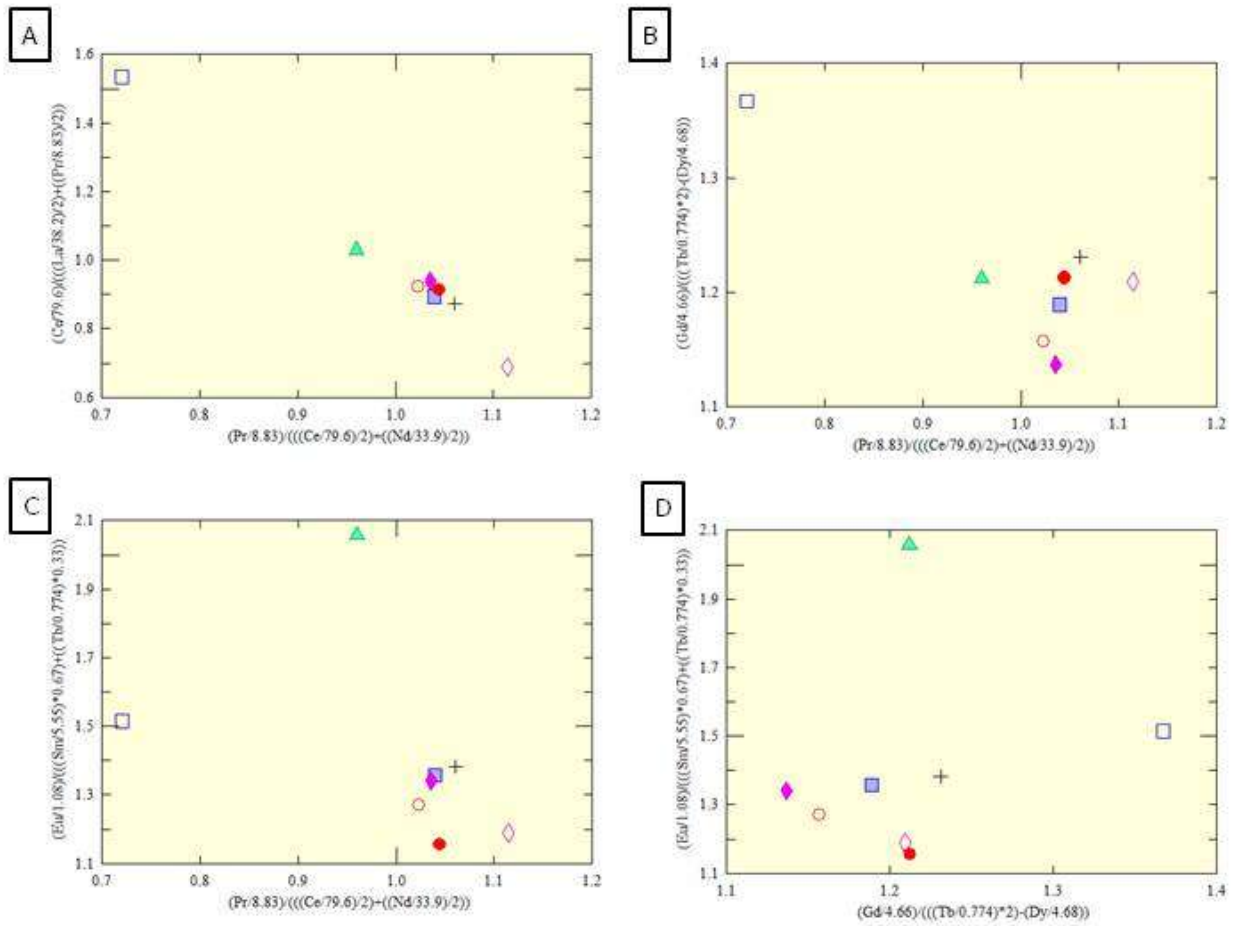 A
(Ce/79.6)/(((La/38.2)/2)+((Pr/8.83)/2))
1.6
1.4
1.2
1.0
0.8
0.6
0.7 0.8 0.9 1.0 1.1 1.2
(Pr/8.83)/(((Ce/79.6)/2)+((Nd/33.9)/2))
B
(Gd/4.66)/(((Tb/0.774)*2)-(Dy/4.68))
1.4
1.3
1.2
1.1
0.7 0.8 0.9 1.0 1.1 1.2
(Pr/8.83)/(((Ce/79.6)/2)+((Nd/33.9)/2))
C
(Eu/1.08)/(((Sm/5.55)*0.67)+((Tb/0.774)*0.33))
2.1
1.9
1.7
1.5
1.3
1.1
0.7 0.8 0.9 1.0 1.1 1.2
(Pr/8.83)/(((Ce/79.6)/2)+((Nd/33.9)/2))
D
(Eu/1.08)/(((Sm/5.55)*0.67)+((Tb/0.774)*0.33))
2.1
1.9
1.7
1.5
1.3
1.1
1.1 1.2 1.3 1.4
(Gd/4.66)/(((Tb/0.774)*2)-(Dy/4.68))